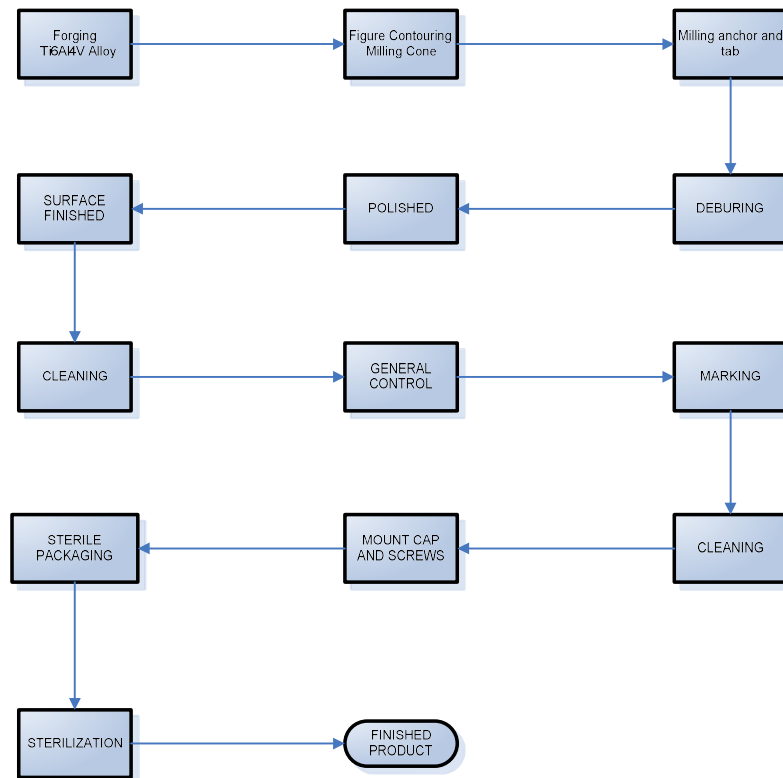 Forging
Ti6Al4V Alloy
Figure Contouring
Milling Cone
Milling anchor and
tab
SURFACE
FINISHED
POLISHED
DEBURING
CLEANING
GENERAL
CONTROL
MARKING
STERILE
PACKAGING
MOUNT CAP
AND SCREWS
CLEANING
STERILIZATION
FINISHED
PRODUCT